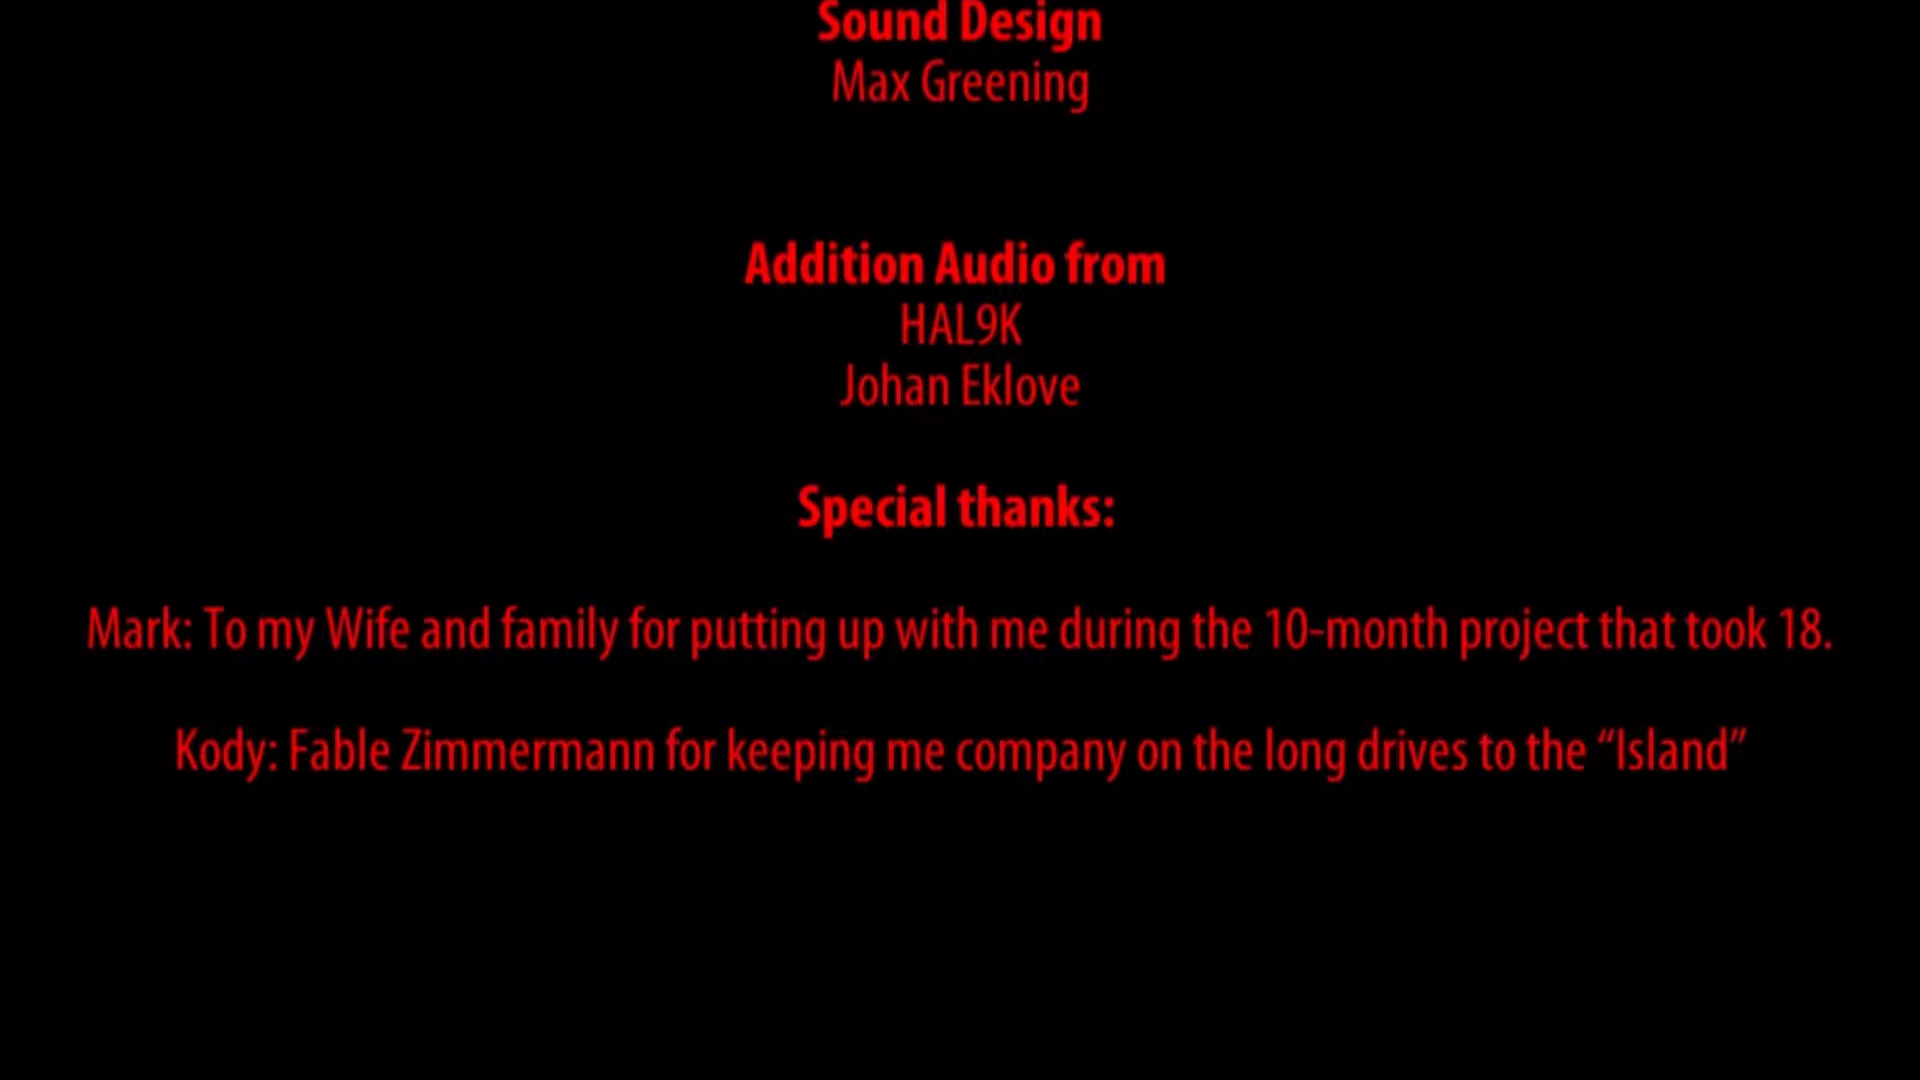 Sound Design
Max Greening
Addition Audio from
HAL9K
Johan Eklove
Special thanks:
Mark: To my Wife and family for putting up with me during the 10-month project that took 18.
Kody: Fable Zimmermann for keeping me company on the long drives to the “Island”